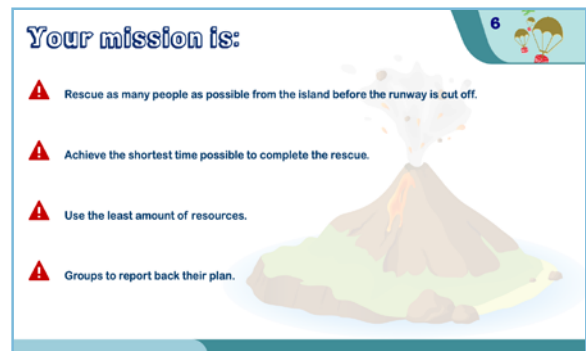 Your mission is:
6
Rescue as many people as possible from the island before the runway is cut off.
Achieve the shortest time possible to complete the rescue.
Use the least amount of resources.
Groups to report back their plan.